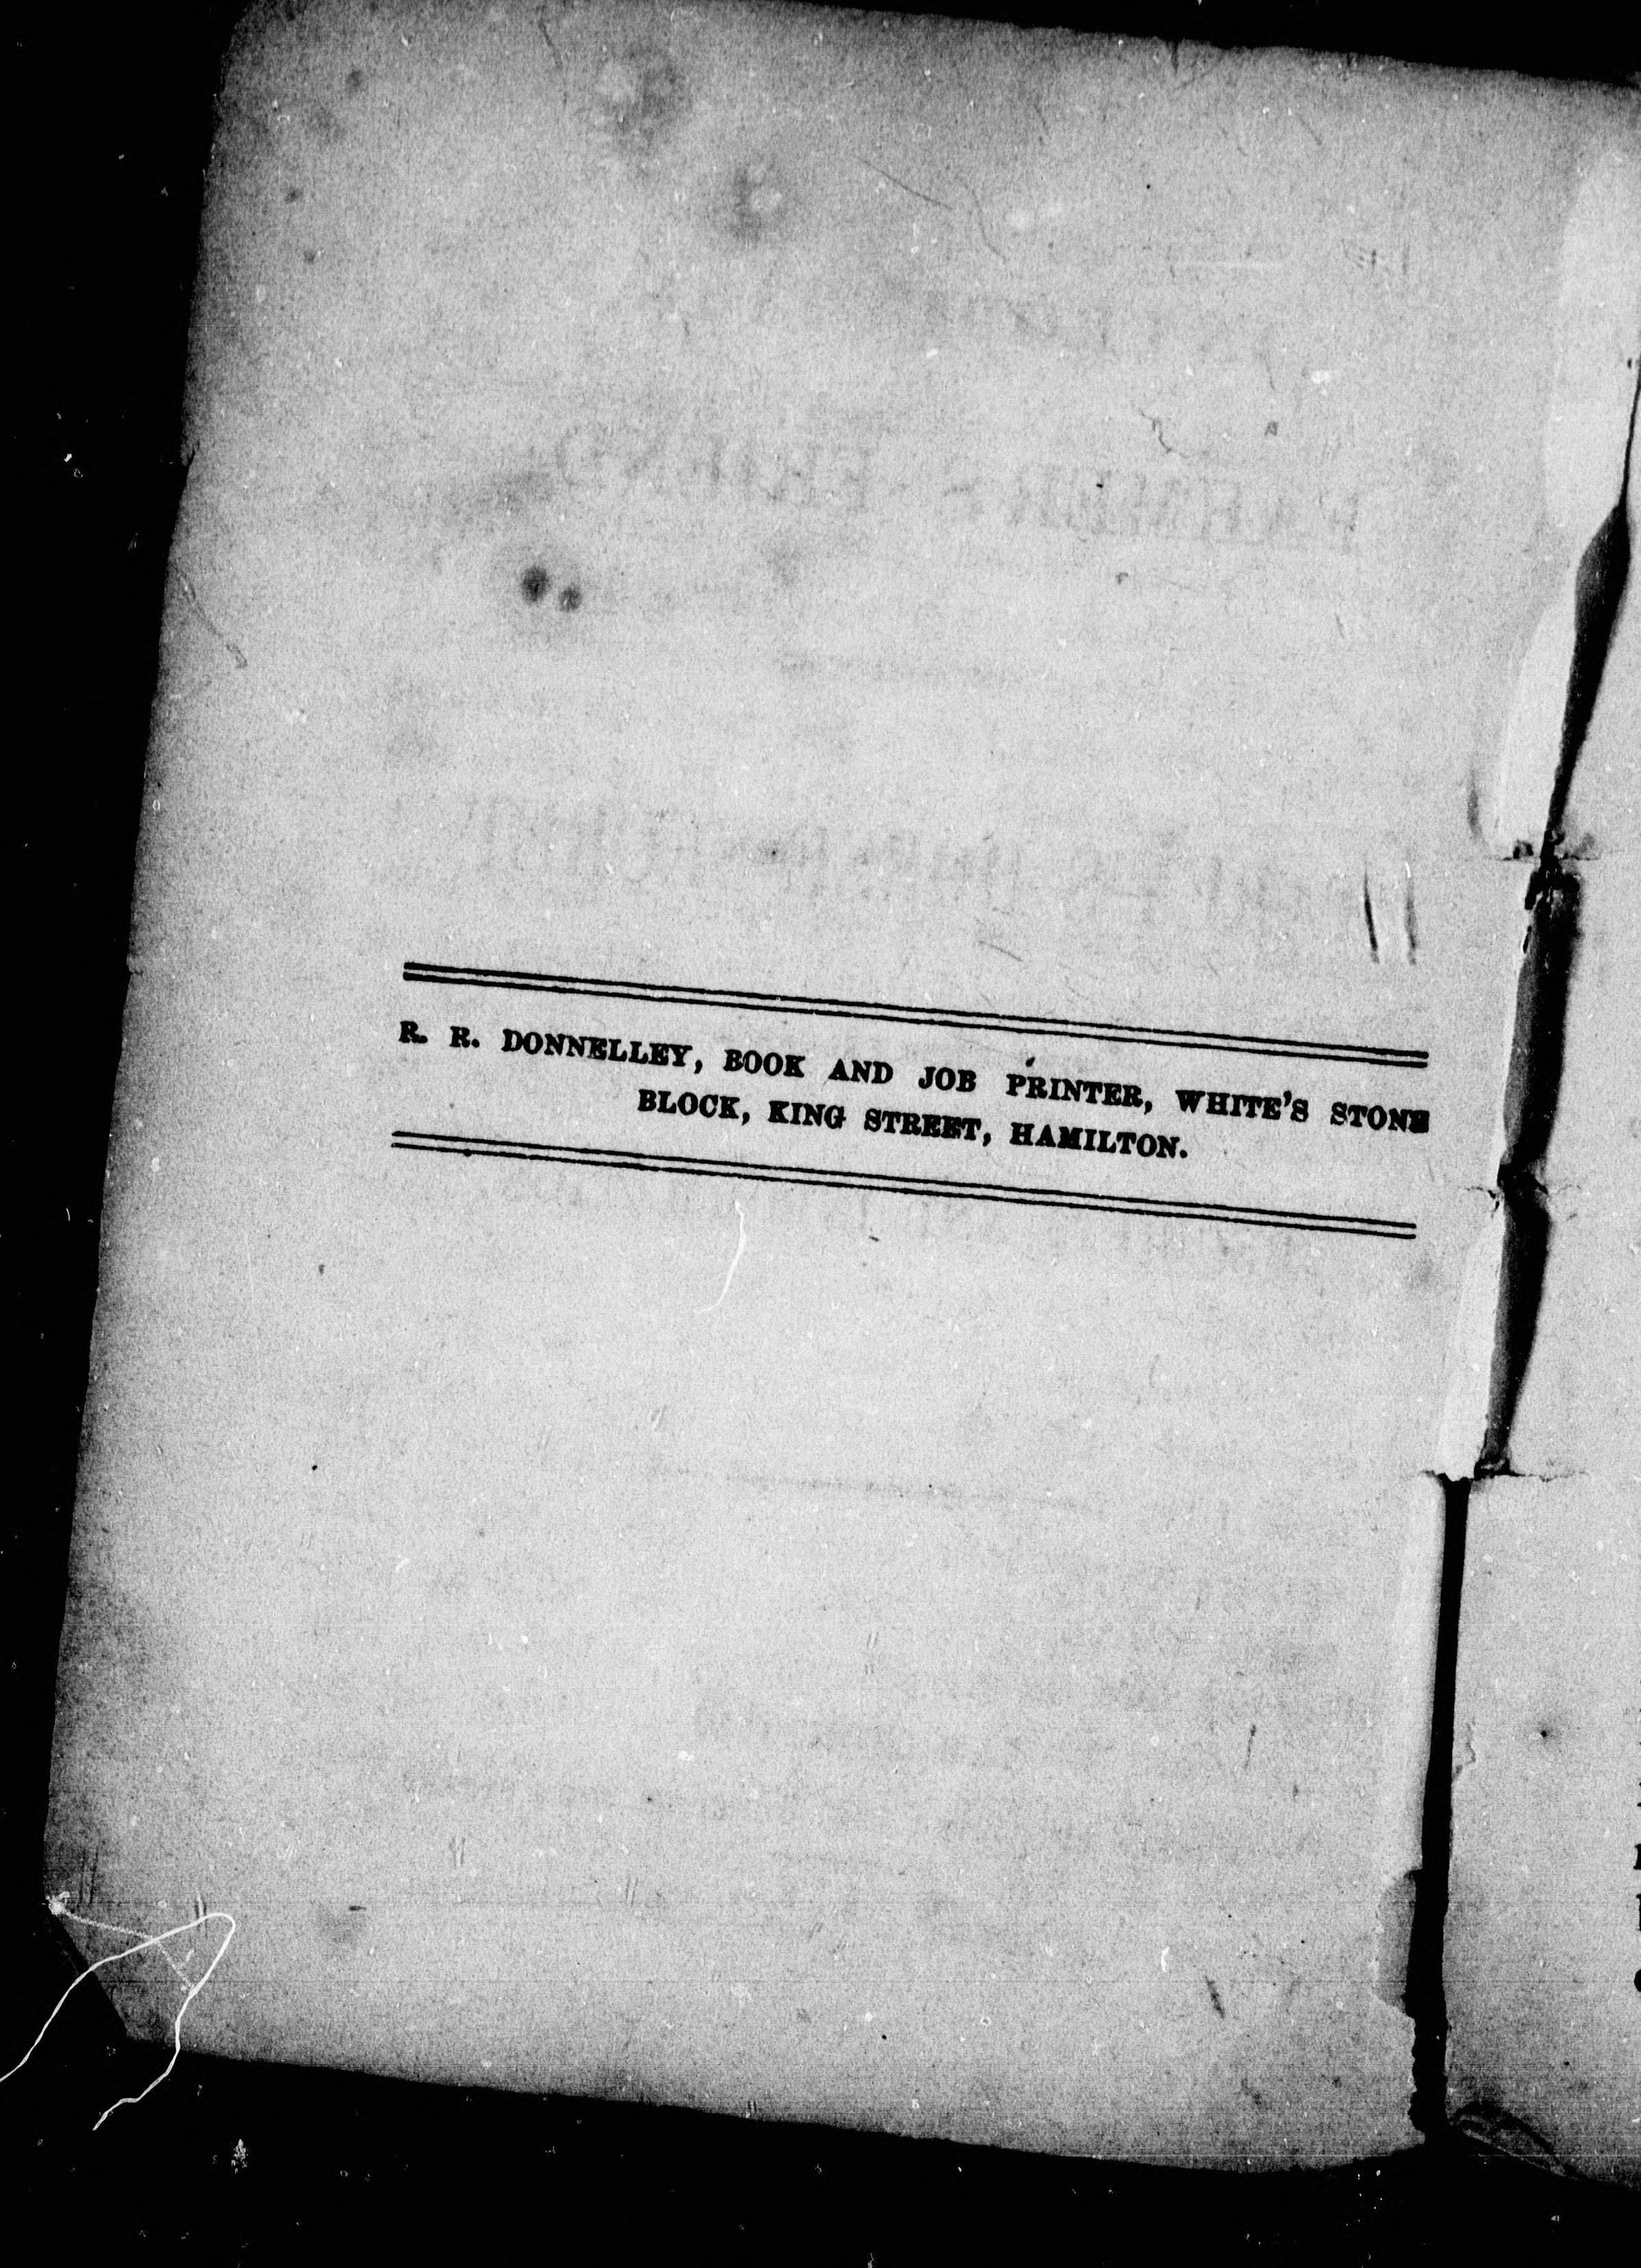 R. R. DONNELLEY, BOOK AND JOB PRINTER, WHITE'S STONE
BLOCK, KING STREET, HAMILTON.